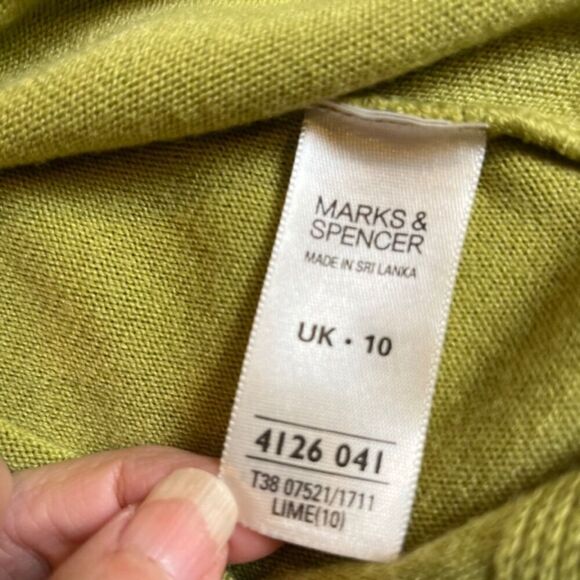 MARKS &
SPENCER
MADE IN SRI LANKA
UK • 10
4126 041
T38 07521/1711
LIME(10)